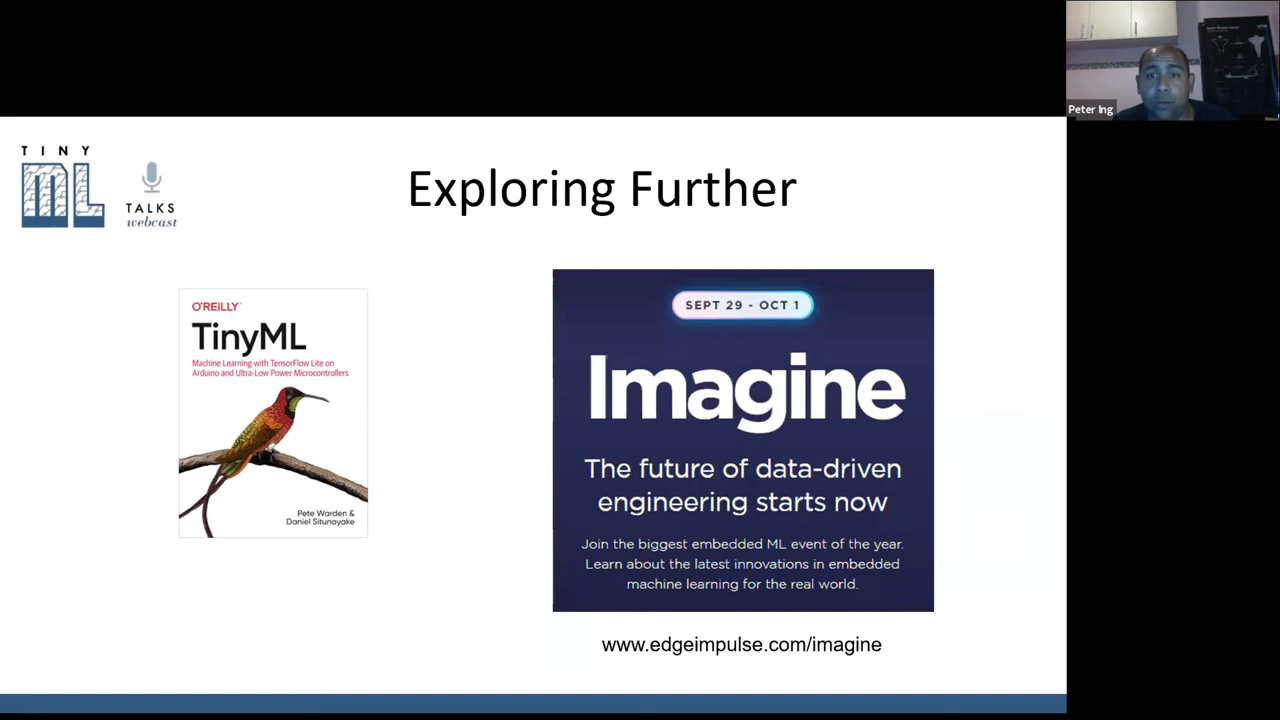 Peter Ing
TINY
ML
TALKS
webcast
Exploring Further
O'REILLY
TinyML
Machine Learning with TensorFlow Lite on
Arduino and Ultra-Low Power Microcontrollers
Pete Warden &
Daniel Situnayake
SEPT 29 - OCT 1
Imagine
The future of data-driven
engineering starts now
Join the biggest embedded ML event of the year.
Learn about the latest innovations in embedded
machine learning for the real world.
www.edgeimpulse.com/imagine